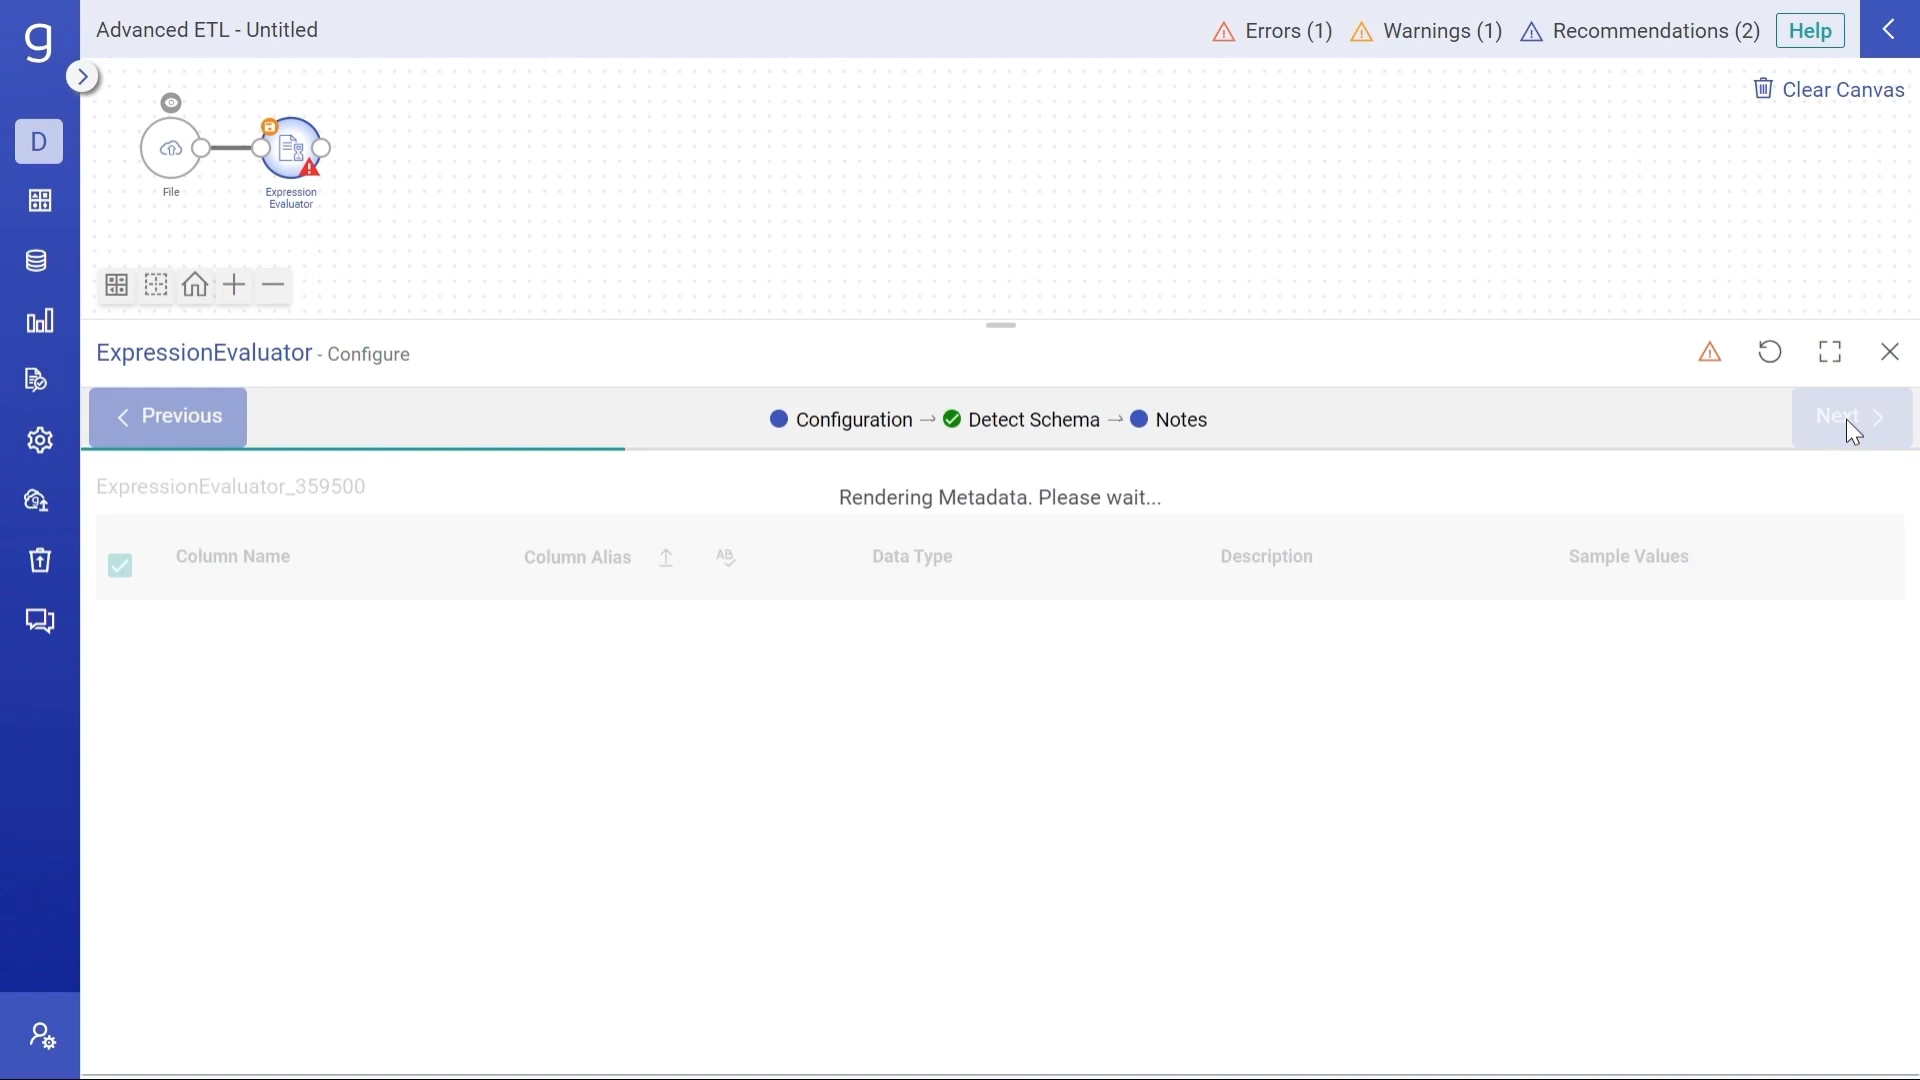 g
Advanced ETL - Untitled
Errors (1)
Warnings (1)
Recommendations (2)
Help
D
Clear Canvas
File
Expression
Evaluator
ExpressionEvaluator - Configure
Previous
Configuration → Detect Schema → Notes
Next
ExpressionEvaluator_359500
Rendering Metadata. Please wait...
Column Name
Column Alias
AB
Data Type
Description
Sample Values